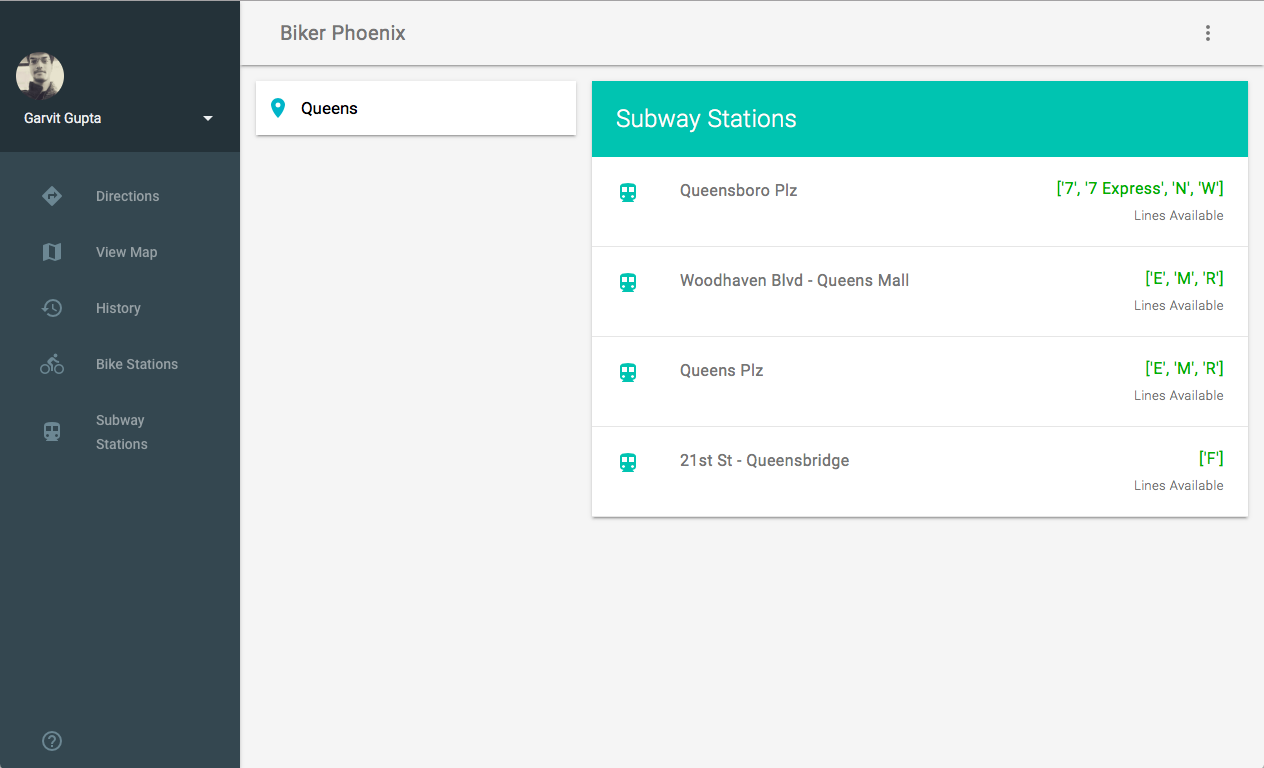 Garvit Gupta
Directions
View Map
History
Bike Stations
Subway
Stations
Biker Phoenix
Queens
Subway Stations
Queensboro Plz
['7', '7 Express', 'N', 'W']
Lines Available
Woodhaven Blvd - Queens Mall
['E', 'M', 'R']
Lines Available
Queens Plz
['E', 'M', 'R']
Lines Available
21st St - Queensbridge
['F']
Lines Available